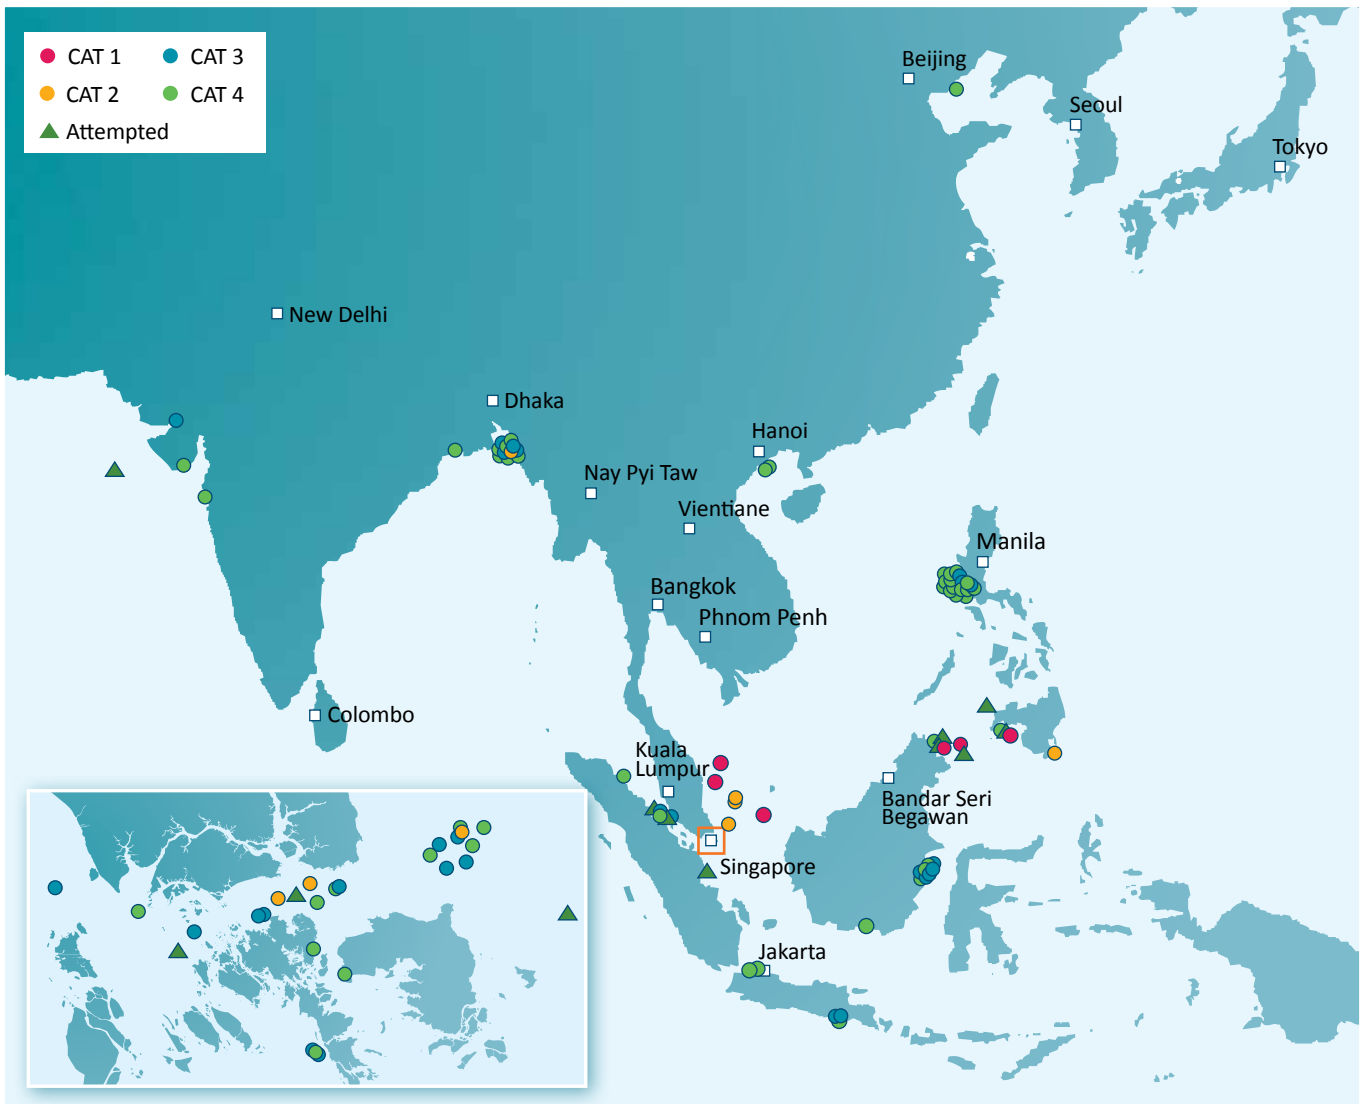 CAT 1
CAT 3
CAT 2
CAT 4
Attempted
Beijing
Seoul
Tokyo
New Delhi
Dhaka
Hanoi
Nay Pyi Taw
Vientiane
Manila
Bangkok
Phnom Penh
Colombo
Kuala
Lumpur
Bandar Seri
Begawan
Singapore
Jakarta